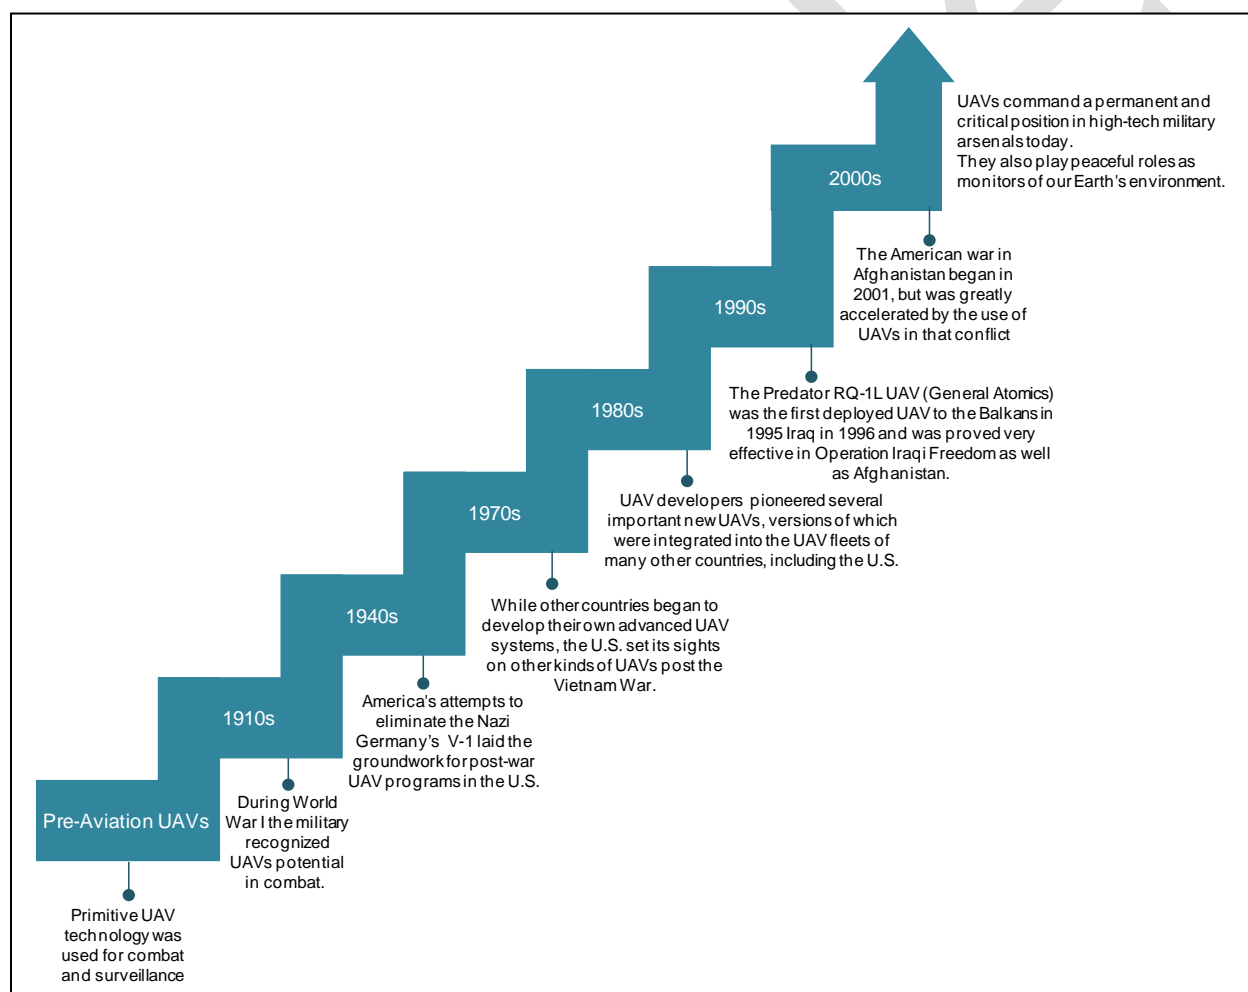 Pre-Aviation UAVs
Primitive UAV
technology was
used for combat
and surveillance
1910s
During World
War I the military
recognized
UAVs potential
in combat.
1940s
America's attempts to
eliminate the Nazi
Germany’s V-1 laid the
groundwork for post-war
UAV programs in the U.S.
1970s
While other countries began to
develop their own advanced UAV
systems, the U.S. set its sights
on other kinds of UAVs post the
Vietnam War.
1980s
UAV developers pioneered several
important new UAVs, versions of which
were integrated into the UAV fleets of
many other countries, including the U.S.
1990s
The Predator RQ-1L UAV (General Atomics)
was the first deployed UAV to the Balkans in
1995 Iraq in 1996 and was proved very
effective in Operation Iraqi Freedom as well
as Afghanistan.
2000s
The American war in
Afghanistan began in
2001, but was greatly
accelerated by the use of
UAVs in that conflict
UAVs command a permanent and
critical position in high-tech military
arsenals today.
They also play peaceful roles as
monitors of our Earth's environment.